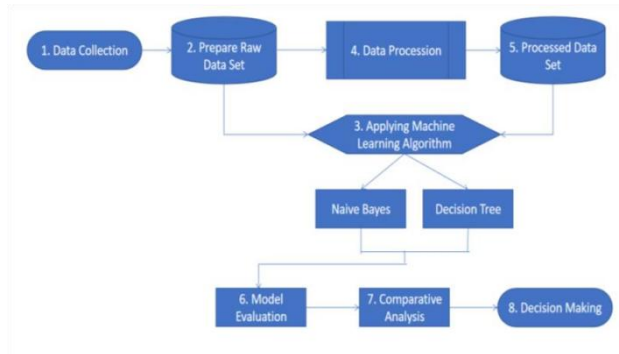 1. Data Collection
2. Prepare Raw
Data Set
4. Data Procession
5. Processed Data
Set
3. Applying Machine
Learning Algorithm
Naive Bayes
Decision Tree
6. Model
Evaluation
7. Comparative
Analysis
8. Decision Making